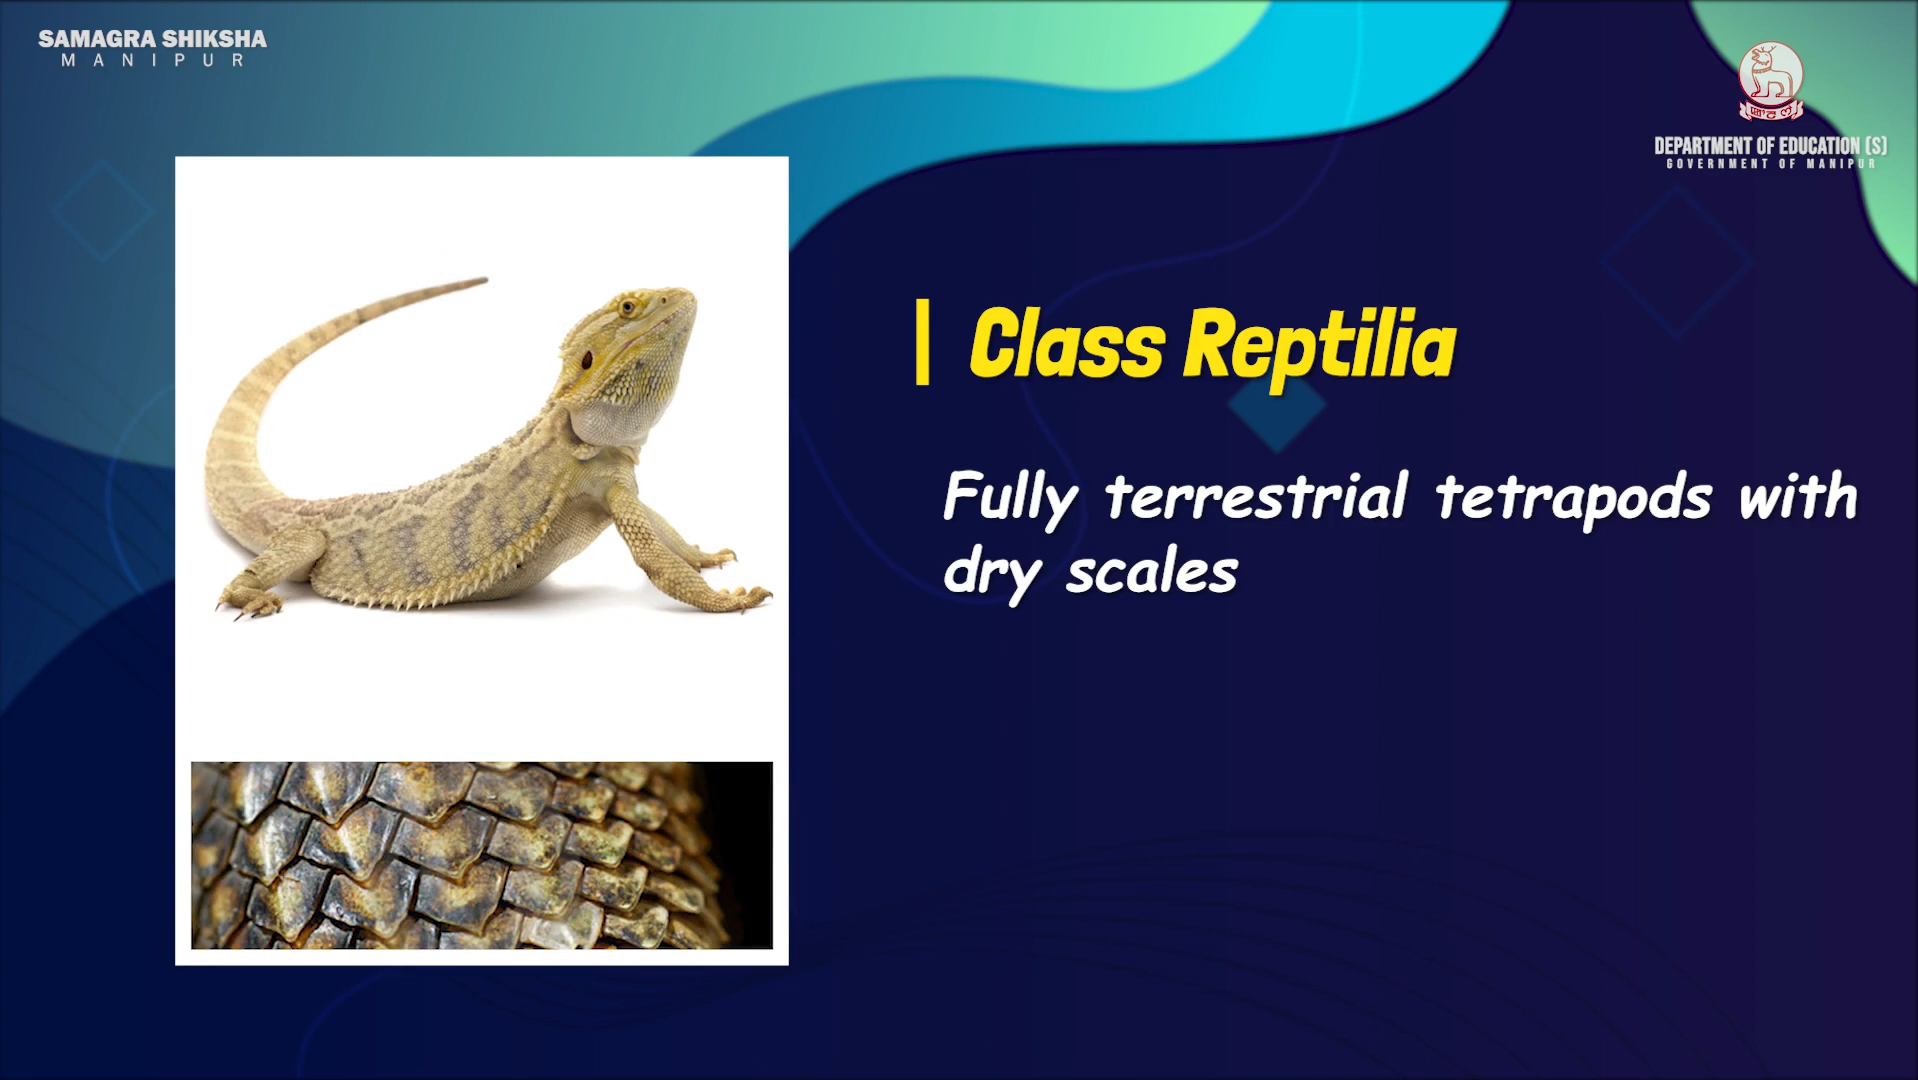 SAMAGRA SHIKSHA
MANIPUR
DEPARTMENT OF EDUCATION (S)
GOVERNMENT OF MANIPUR
Class Reptilia
Fully terrestrial tetrapods with
dry scales